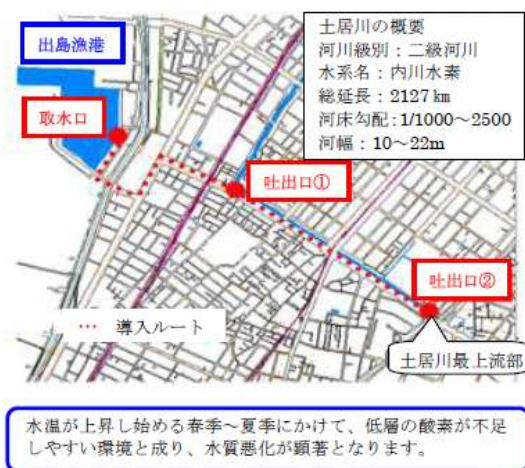 出島漁港
取水口
土居川の概要
河川級別：二級河川
水系名：内川水素
総延長：2127 km
河床勾配：1/1000～2500
河幅：10～22m
吐出口①
吐出口②
… 導入ルート
土居川最上流部
水温が上昇し始める春季～夏季にかけて、低層の酸素が不足
しやすい環境と成り、水質悪化が顕著となります。